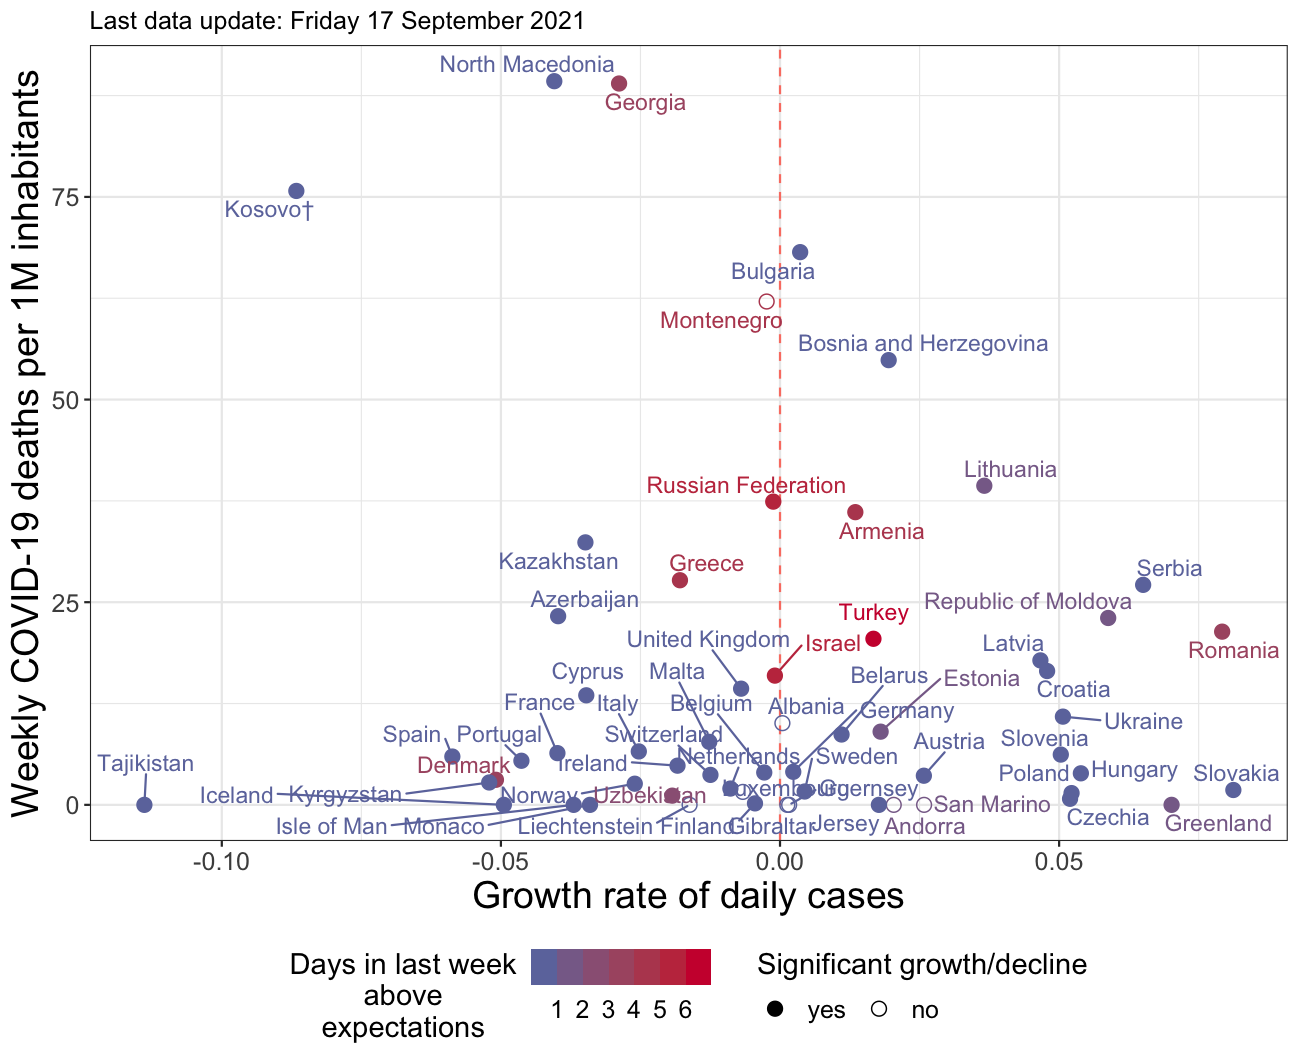 Last data update: Friday 17 September 2021
Weekly COVID-19 deaths per 1M inhabitants
75
50
25
0
North Macedonia
Georgia
Kosovo†
Bulgaria
Montenegro
Bosnia and Herzegovina
Lithuania
Russian Federation
Armenia
Kazakhstan
Greece
Serbia
Azerbaijan
Republic of Moldova
Turkey
United Kingdom
Israel
Latvia
Romania
Cyprus
Malta
Belarus
Estonia
Croatia
France
Italy
Belgium
Albania
Germany
Ukraine
Spain
Portugal
Switzerland
Austria
Slovenia
Tajikistan
Denmark
Ireland
Netherlands
Sweden
Poland
Hungary
Slovakia
Iceland
Kyrgyzstan
Norway
Uzbekistan
Luxembourg
Guernsey
San Marino
Czechia
Greenland
Isle of Man
Monaco
Liechtenstein
Finland
Gibraltar
Jersey
Andorra
-0.10
-0.05
0.00
0.05
Growth rate of daily cases
Days in last week
above
expectations
1 2 3 4 5 6
Significant growth/decline
yes
no